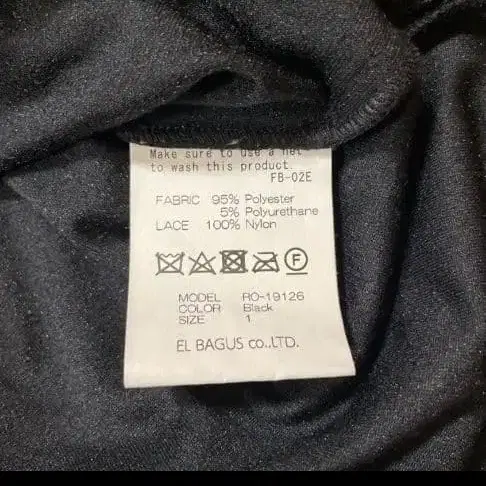 Make sure to use a net
to wash this product.
FB-02E
FABRIC 95% Polyester
5% Polyurethane
LACE 100% Nylon
F
MODEL RO-19126
COLOR Black
SIZE 1
EL BAGUS CO.,LTD.